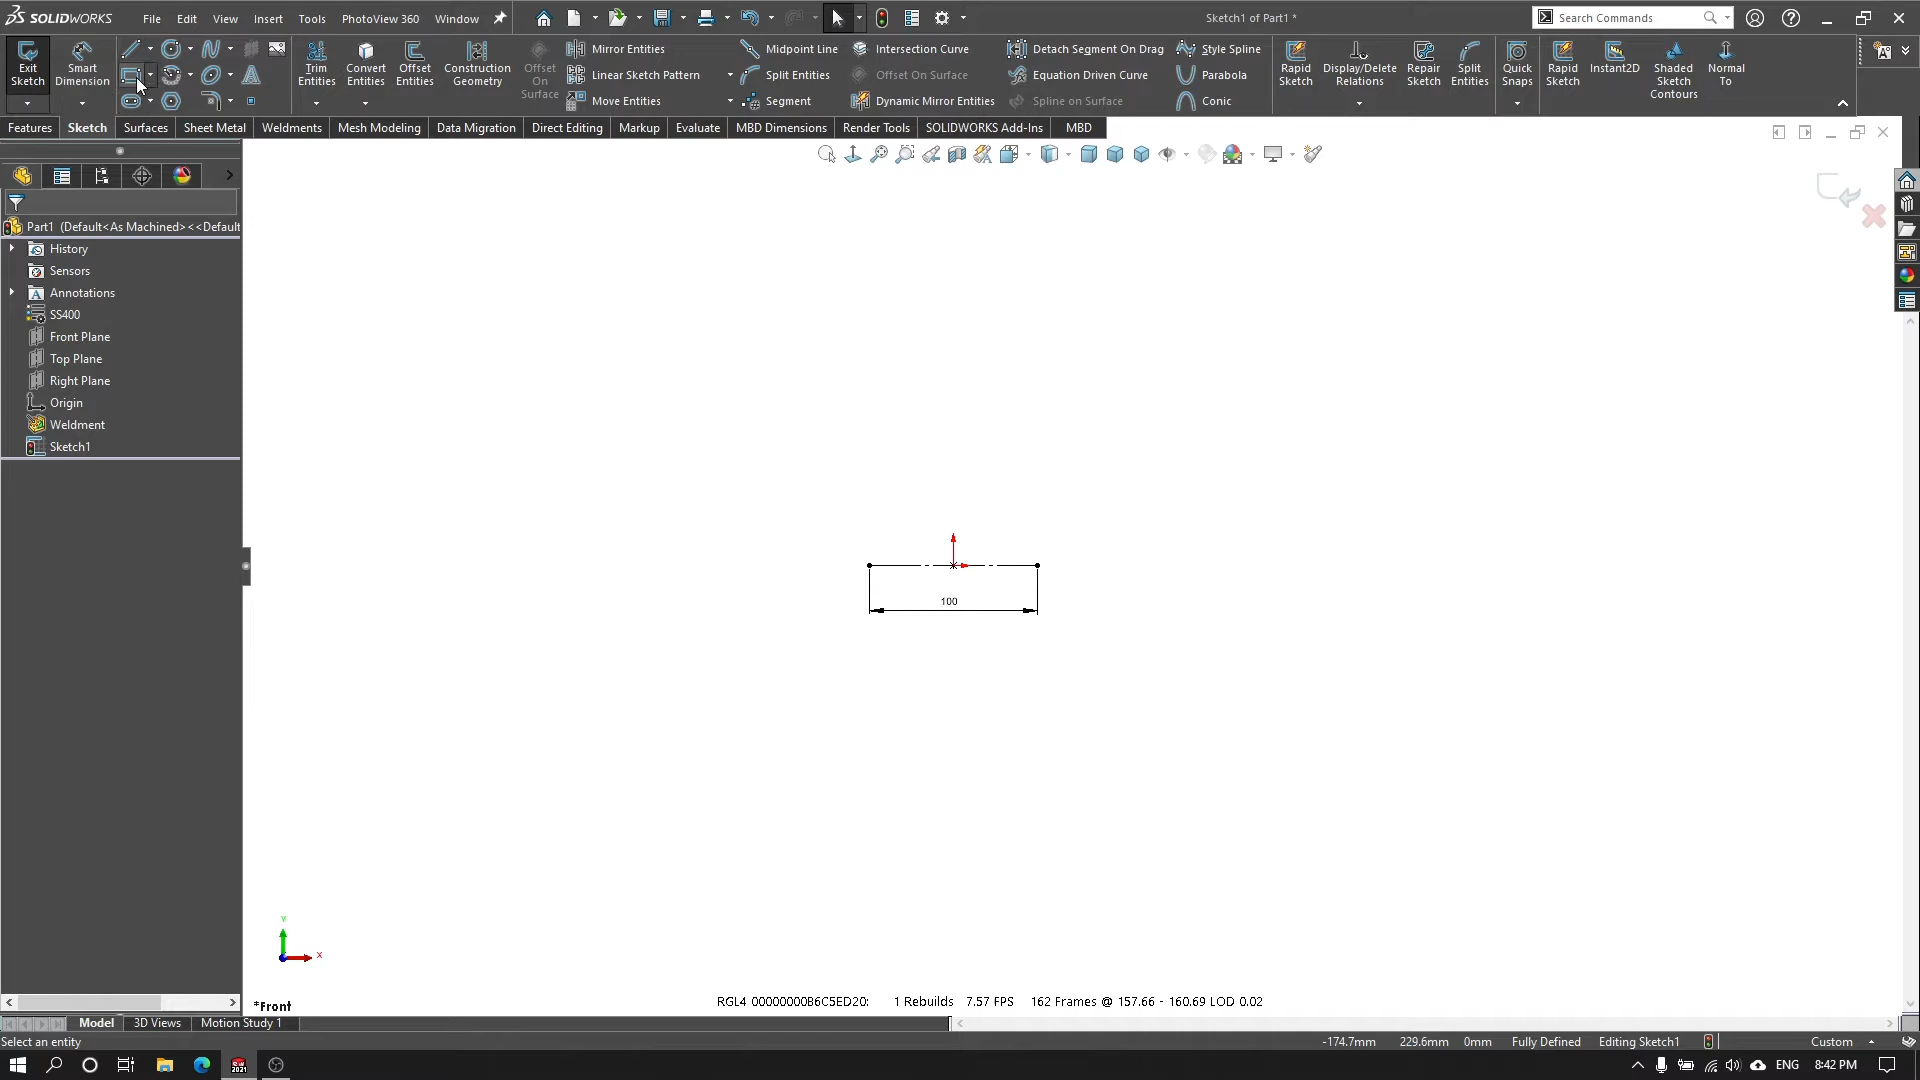 SOLIDWORKS File Edit View Insert Tools PhotoView 360 Window Sketch1 of Part1 * Search Commands
Exit Sketch
Smart Dimension
Trim Entities
Convert Entities
Offset Entities
Construction Geometry
Offset On Surface
Mirror Entities
Linear Sketch Pattern
Move Entities
Midpoint Line
Split Entities
Segment
Intersection Curve
Offset On Surface
Dynamic Mirror Entities
Detach Segment On Drag
Equation Driven Curve
Spline on Surface
Style Spline
Parabola
Conic
Rapid Sketch
Display/Delete Relations
Repair Sketch
Split Entities
Quick Snaps
Rapid Sketch
Instant2D
Shaded Sketch Contours
Normal To
Features Sketch Surfaces Sheet Metal Weldments Mesh Modeling Data Migration Direct Editing Markup Evaluate MBD Dimensions Render Tools SOLIDWORKS Add-Ins MBD
Part1 (Default<As Machined><<Default
History
Sensors
Annotations
SS400
Front Plane
Top Plane
Right Plane
Origin
Weldment
Sketch1
100
Y
X
*Front
RGL4 00000000B6C5ED20: 1 Rebuilds 7.57 FPS 162 Frames @ 157.66 - 160.69 LOD 0.02
Model 3D Views Motion Study 1
Select an entity -174.7mm 229.6mm 0mm Fully Defined Editing Sketch1 Custom
2021 ENG 8:42 PM